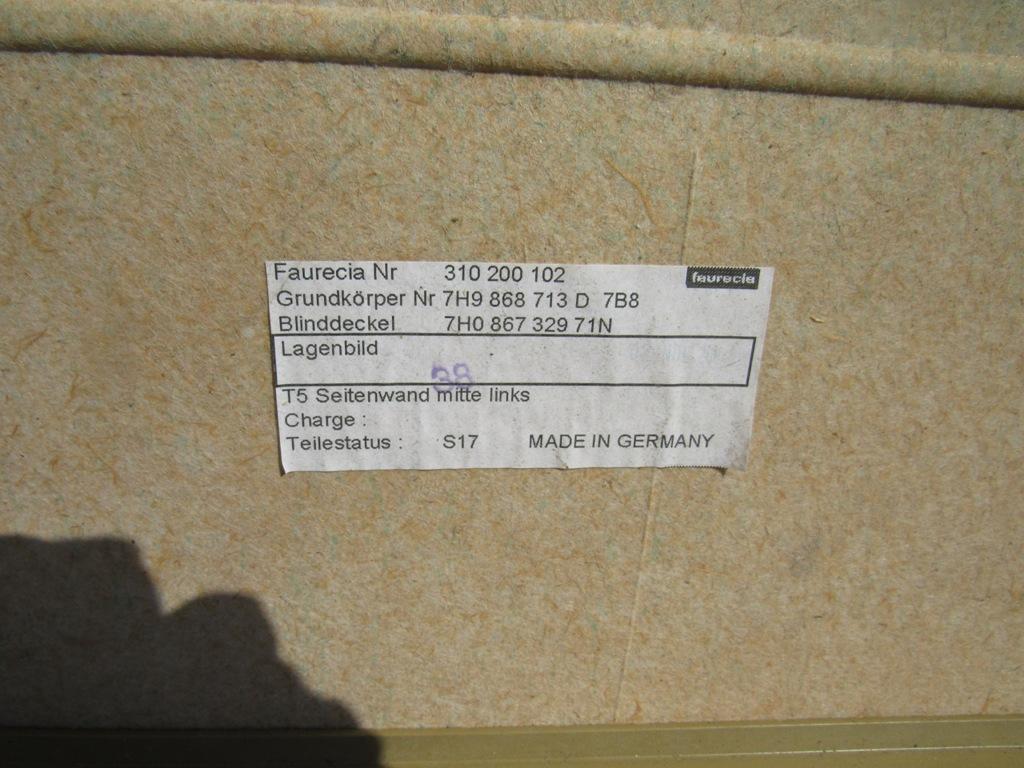 Faurecia Nr 310 200 102 faurecia
Grundkörper Nr 7H9 868 713 D 7B8
Blinddeckel 7H0 867 329 71N
Lagenbild
38
T5 Seitenwand mitte links
Charge :
Teilestatus : S17 MADE IN GERMANY